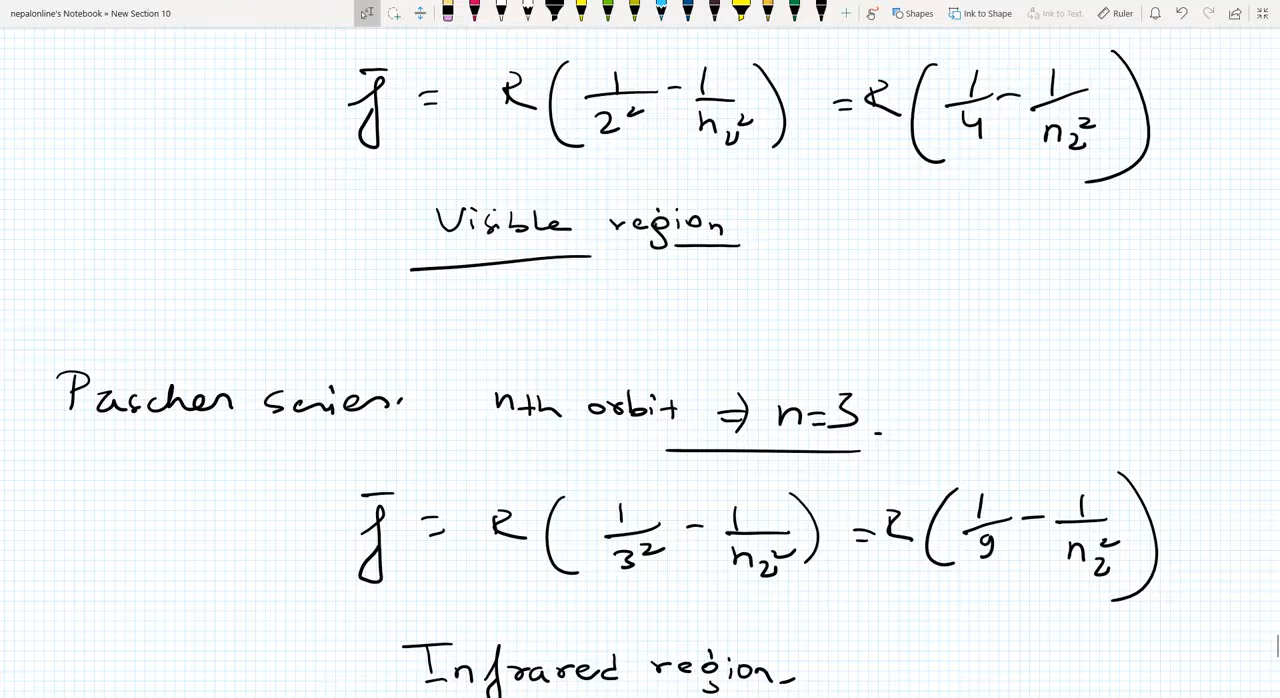 nepalonline's Notebook » New Section 10
Shapes Ink to Shape Ink to Text Ruler
f̅ = R(1/2² - 1/n₂²) = R(1/4 - 1/n₂²)
Visible region
Paschen series. nth orbit ⇒ n=3.
f̅ = R(1/3² - 1/n₂²) = R(1/9 - 1/n₂²)
Infrared region.